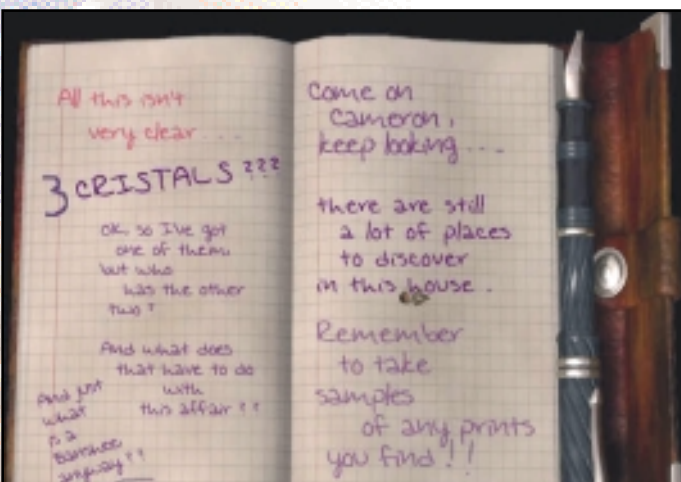 All this isn't
very clear ...
3 CRISTALS ???
OK, so I've got
one of them,
but who
has the other
two ?
And what does
that have to do
with
this affair ??
And just
what
is a
Banshee
anyway ??
Come on
Cameron,
keep looking ...
there are still
a lot of places
to discover
in this house .
Remember
to take
samples
of any prints
you find !!